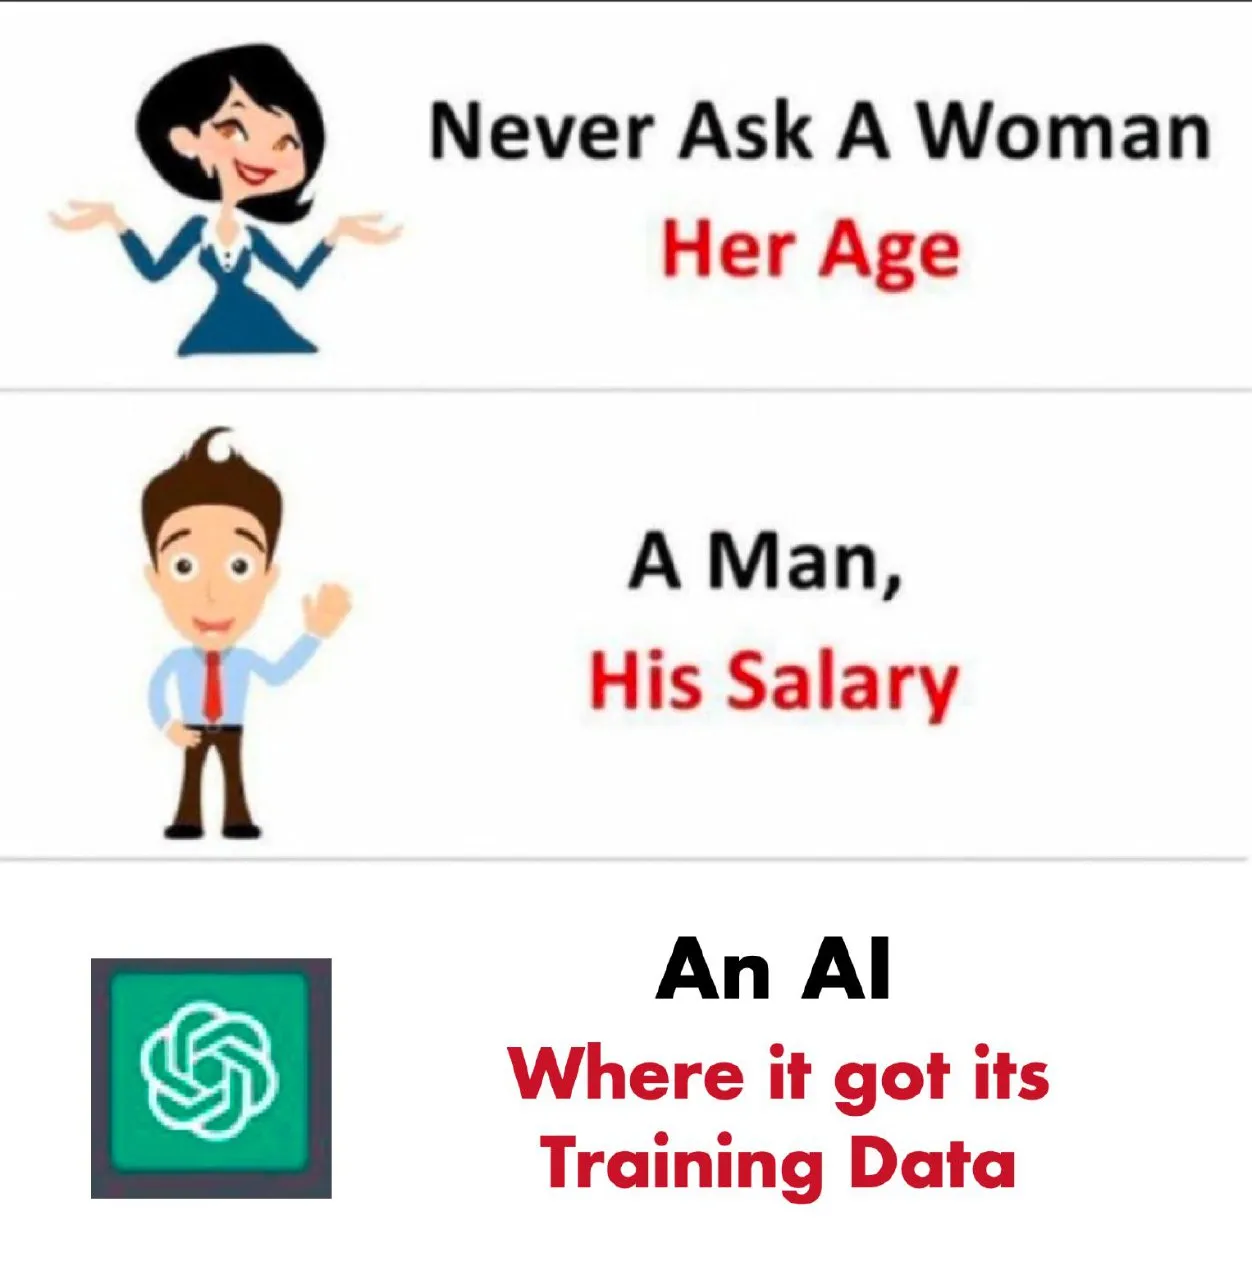 Never Ask A Woman
Her Age
A Man,
His Salary
An AI
Where it got its
Training Data